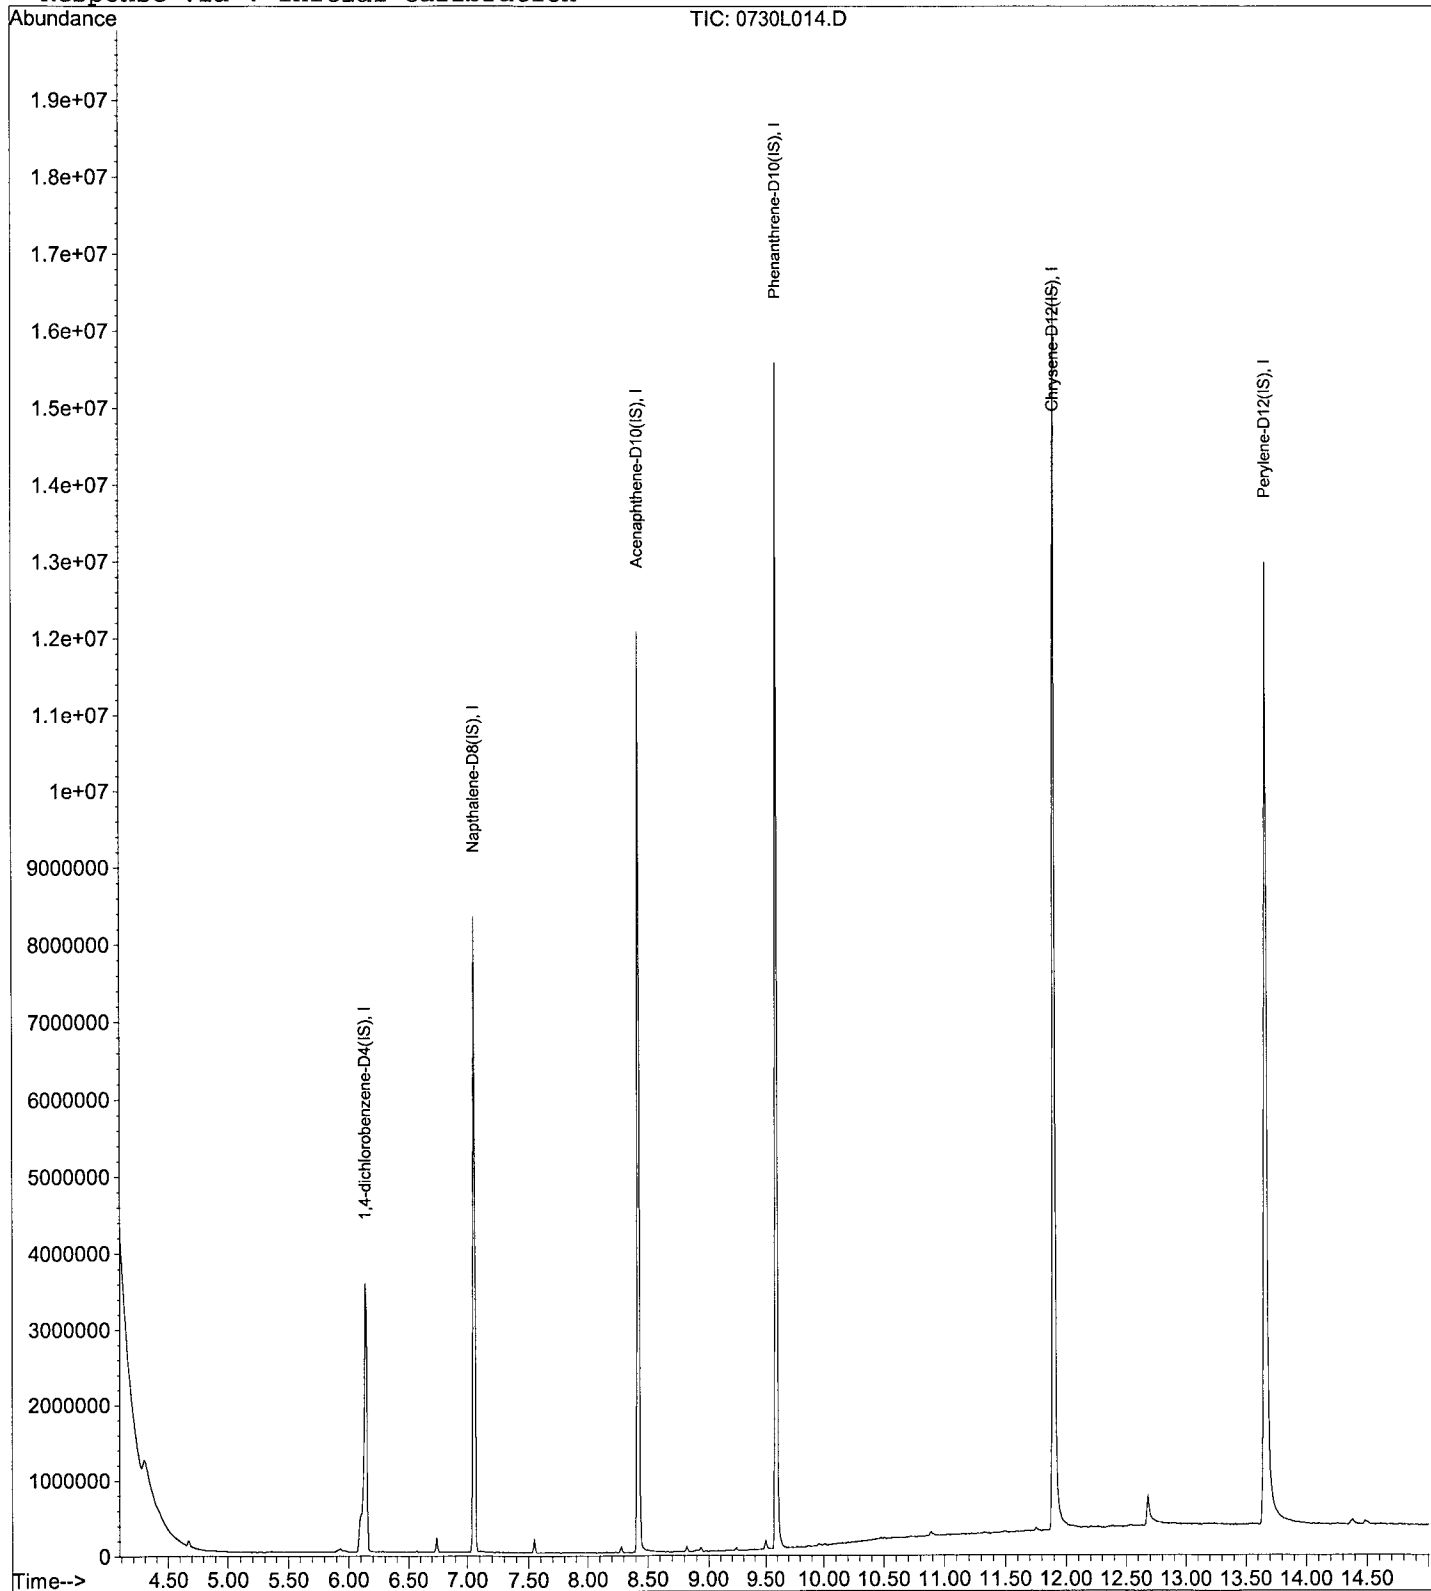 Response via : Initial Calibration
Abundance
TIC: 0730L014.D
1.9e+07
1.8e+07
Phenanthrene-D10(IS), I
1.7e+07
1.6e+07
Chrysene-D12(IS), I
1.5e+07
Perylene-D12(IS), I
Acenaphthene-D10(IS), I
1.4e+07
1.3e+07
1.2e+07
1.1e+07
Napthalene-D8(IS), I
1e+07
9000000
8000000
7000000
1,4-dichlorobenzene-D4(IS), I
6000000
5000000
4000000
3000000
2000000
1000000
0
Time--> 4.50 5.00 5.50 6.00 6.50 7.00 7.50 8.00 8.50 9.00 9.50 10.00 10.50 11.00 11.50 12.00 12.50 13.00 13.50 14.00 14.50